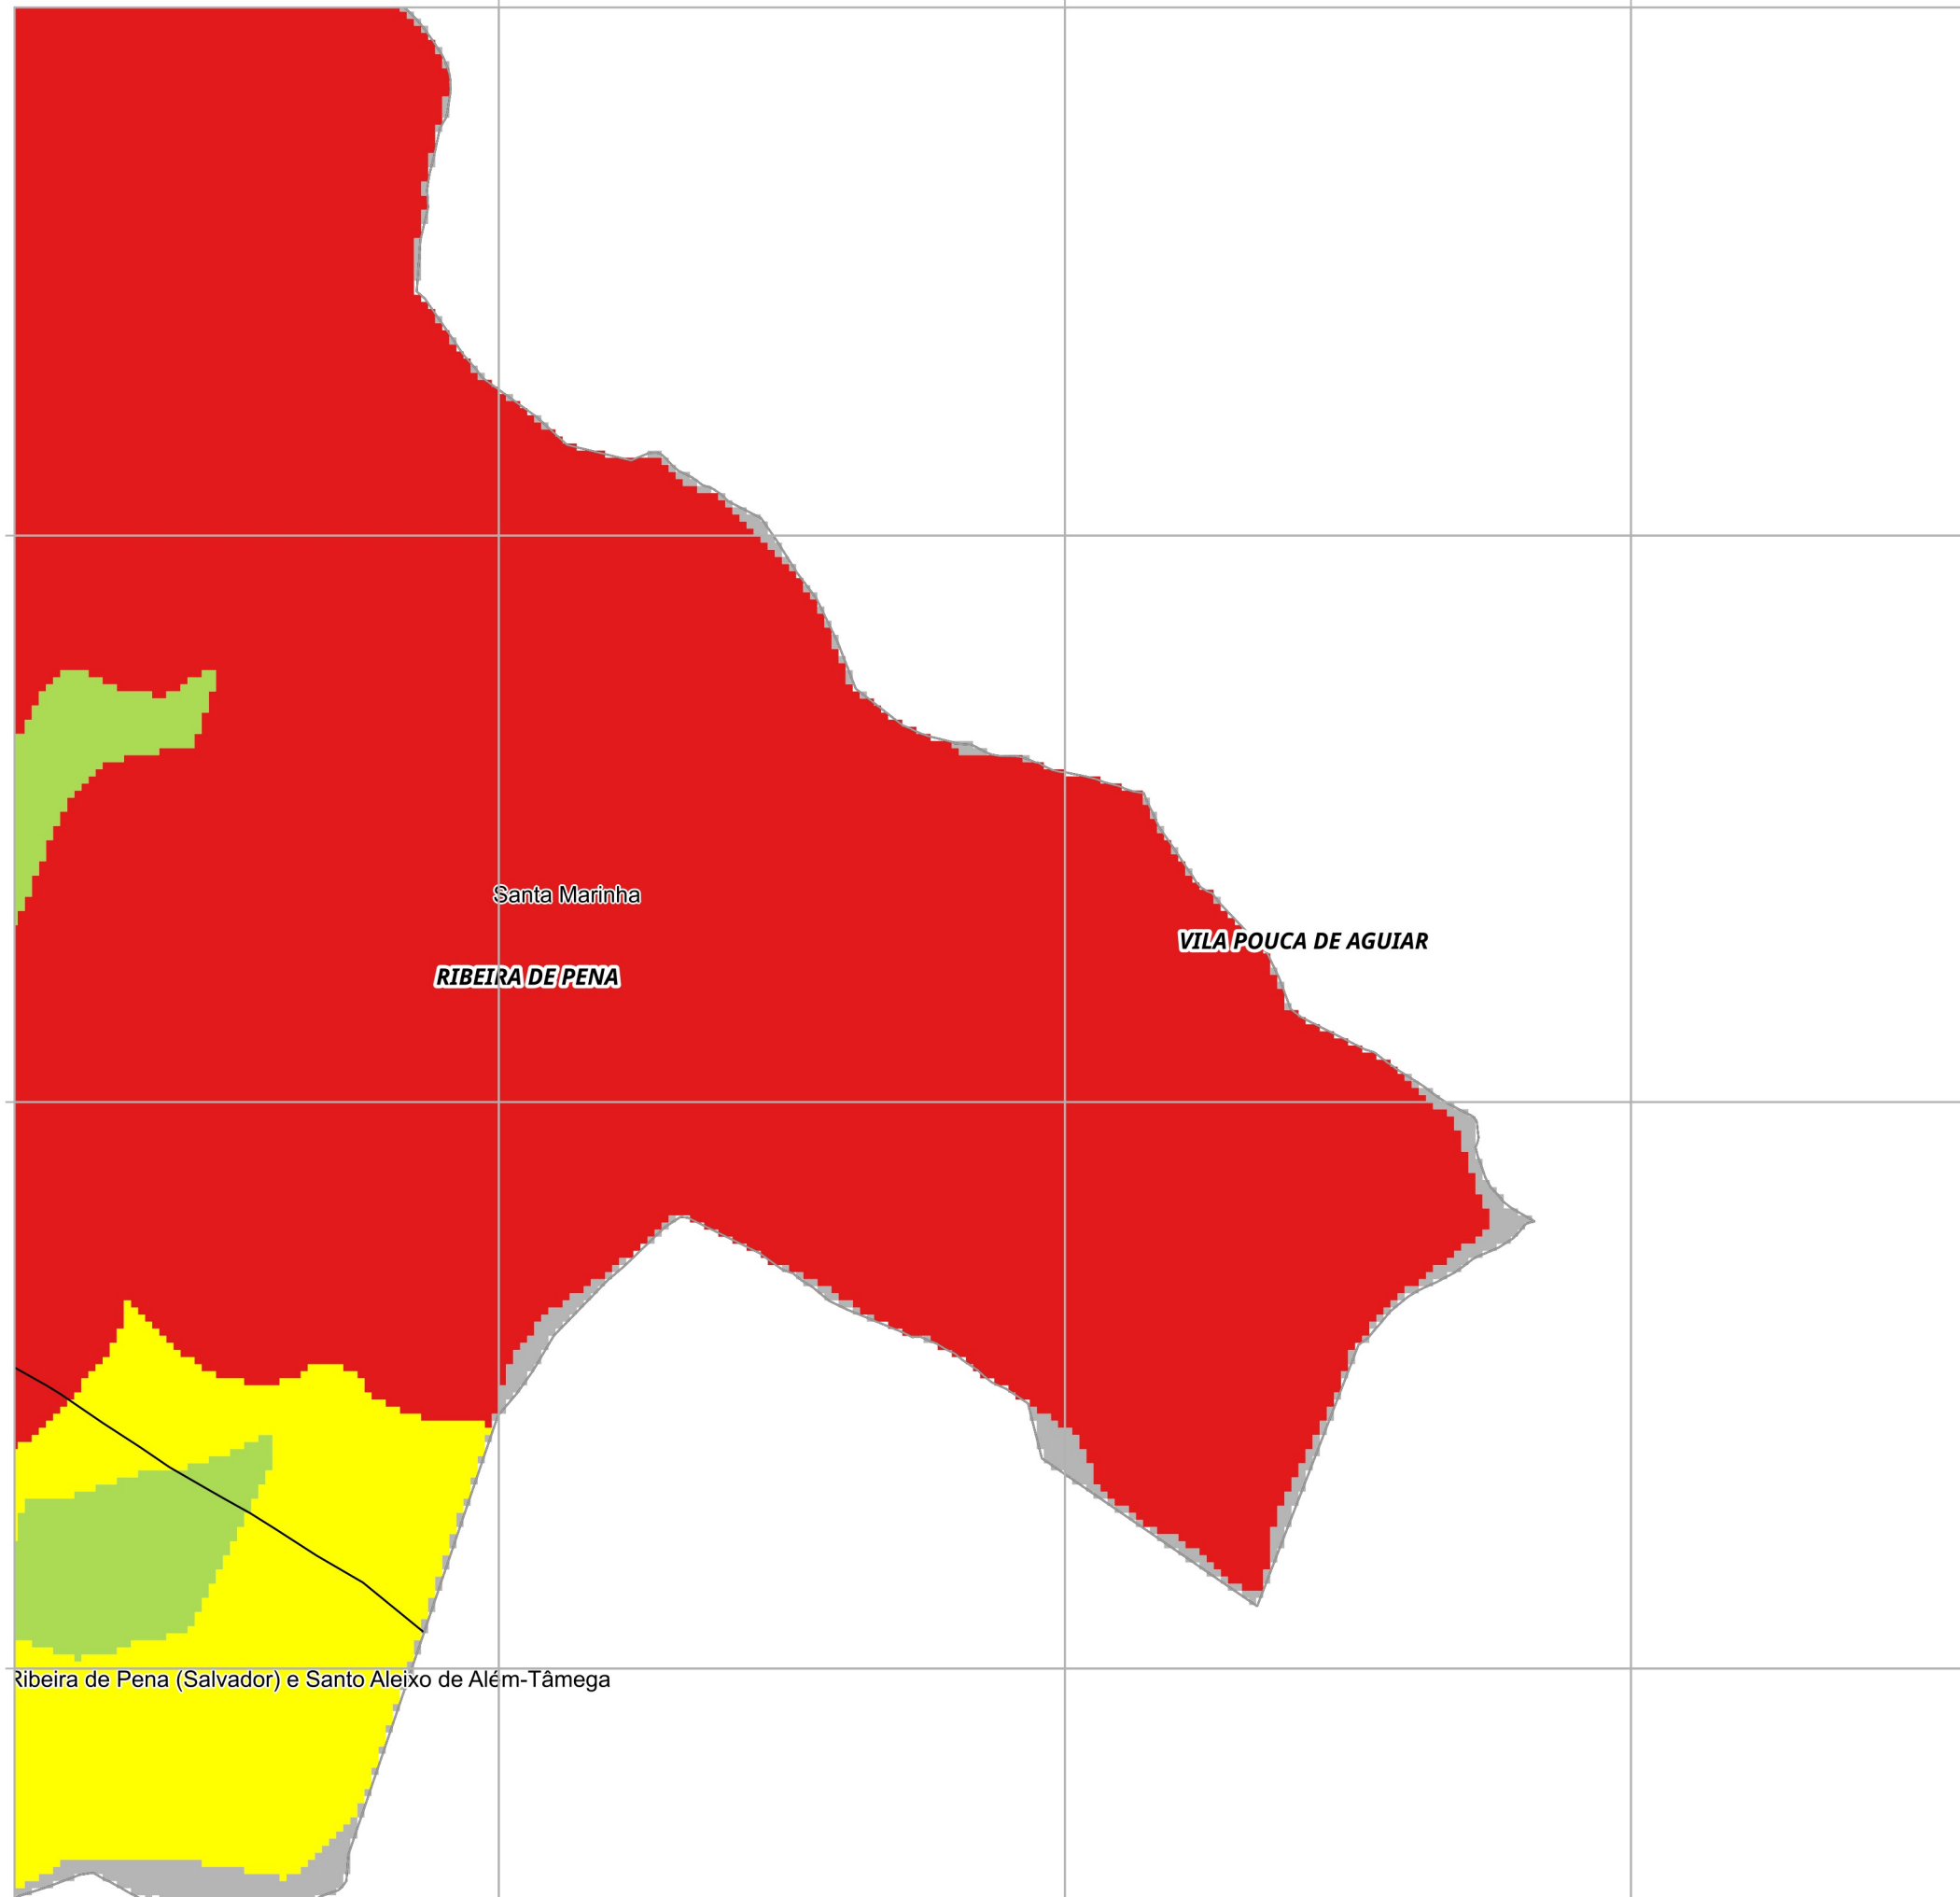 Santa Marinha
VILA POUCA DE AGUIAR
RIBEIRA DE PENA
Ribeira de Pena (Salvador) e Santo Aleixo de Além-Tâmega